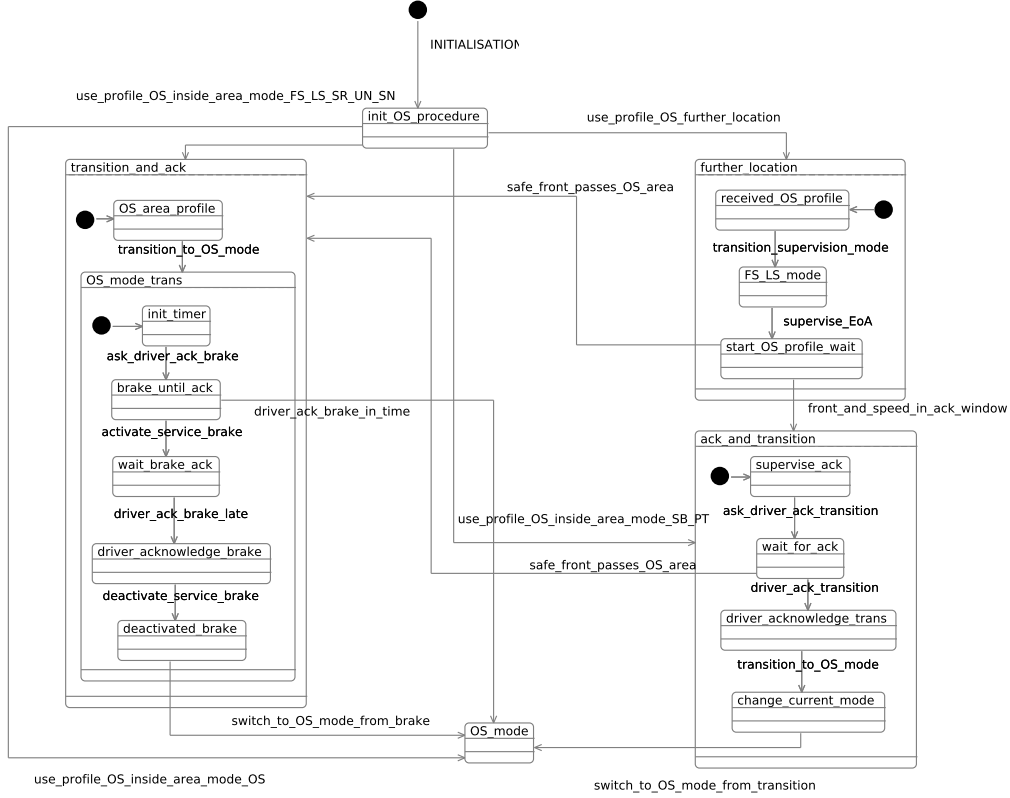 INITIALISATION
use_profile_OS_inside_area_mode_FS_LS_SR_UN_SN
init_OS_procedure
use_profile_OS_further_location
transition_and_ack
further_location
safe_front_passes_OS_area
received_OS_profile
OS_area_profile
transition_to_OS_mode
transition_supervision_mode
OS_mode_trans
FS_LS_mode
init_timer
supervise_EoA
ask_driver_ack_brake
start_OS_profile_wait
brake_until_ack
driver_ack_brake_in_time
front_and_speed_in_ack_window
activate_service_brake
ack_and_transition
wait_brake_ack
supervise_ack
driver_ack_brake_late
use_profile_OS_inside_area_mode_SB_PT
ask_driver_ack_transition
driver_acknowledge_brake
wait_for_ack
safe_front_passes_OS_area
deactivate_service_brake
driver_ack_transition
deactivated_brake
driver_acknowledge_trans
transition_to_OS_mode
change_current_mode
switch_to_OS_mode_from_brake
OS_mode
use_profile_OS_inside_area_mode_OS
switch_to_OS_mode_from_transition